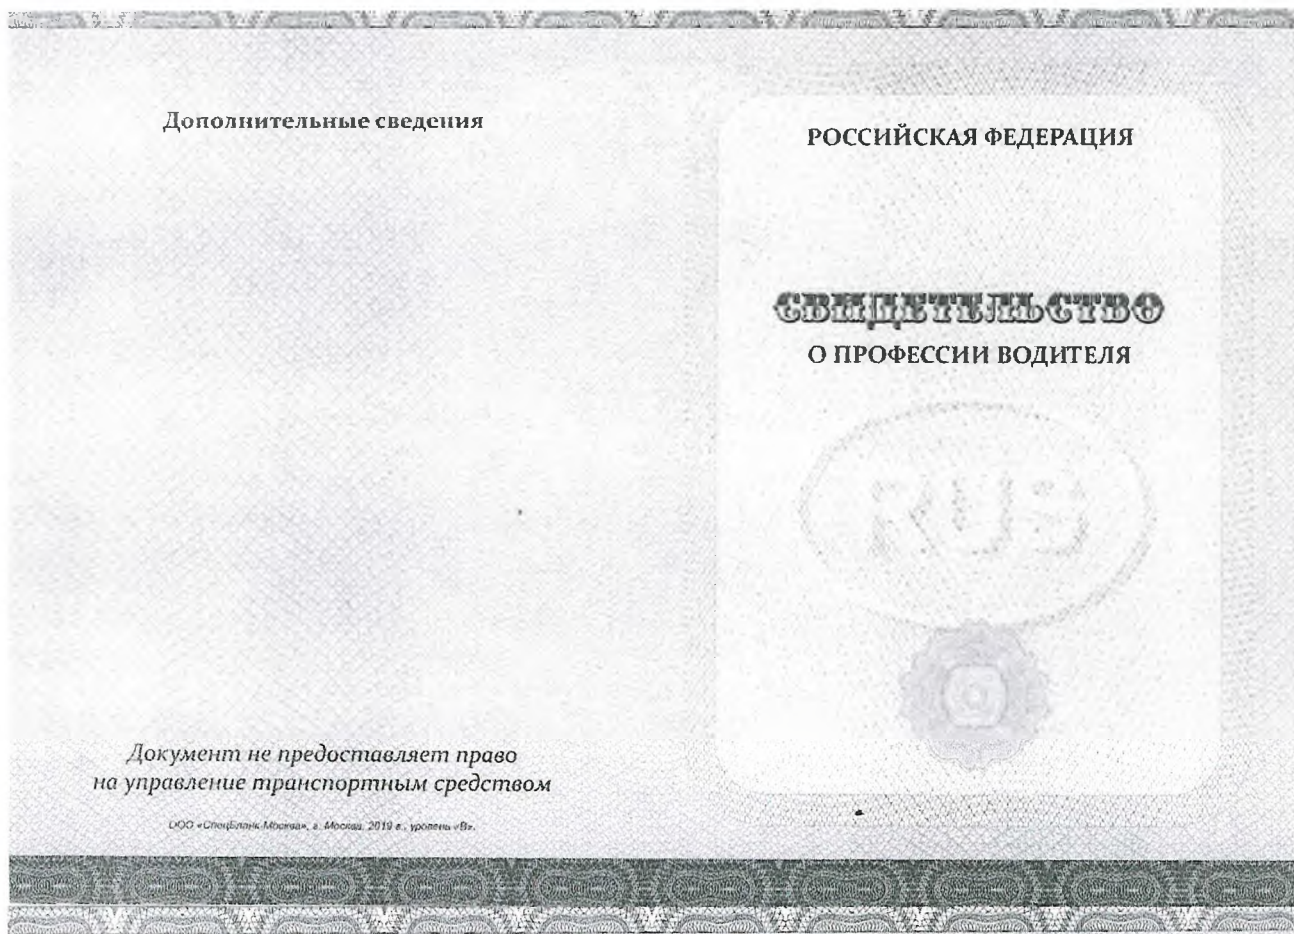 Дополнительные сведения
Документ не предоставляет право
на управление транспортным средством
ООО «СпецБланк-Москва», г. Москва, 2019 г., уровень «В».
РОССИЙСКАЯ ФЕДЕРАЦИЯ
СВИДЕТЕЛЬСТВО
О ПРОФЕССИИ ВОДИТЕЛЯ
RUS